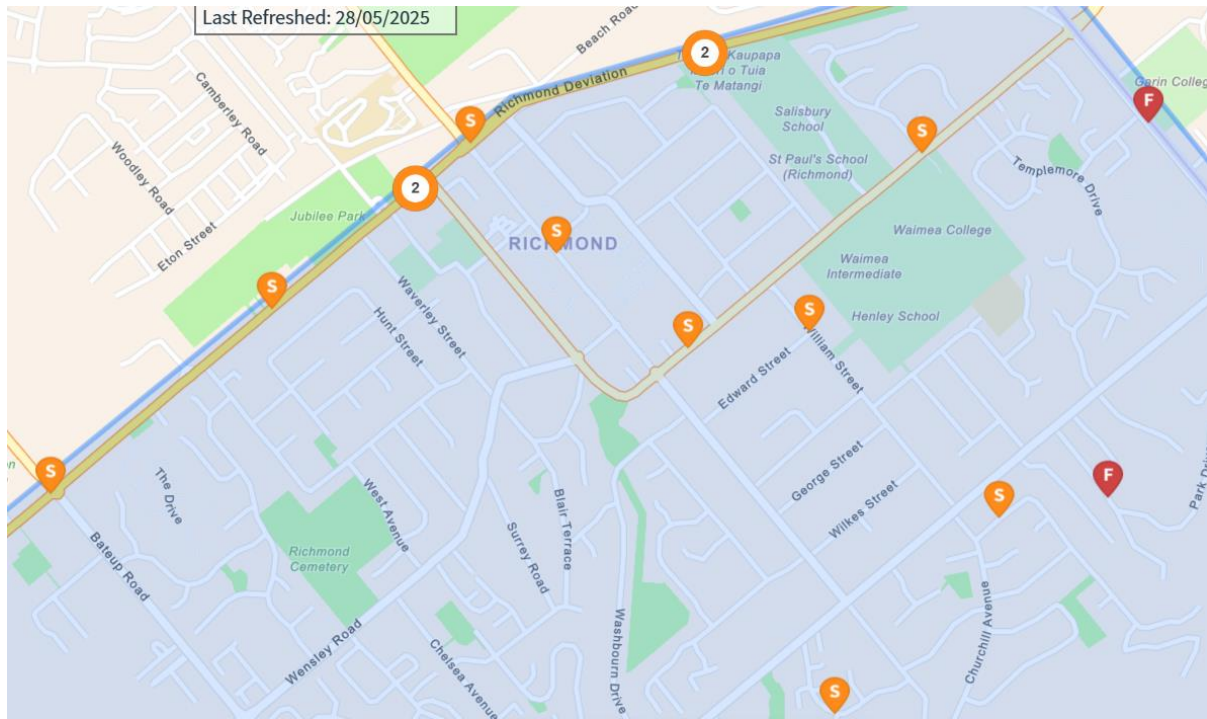 Last Refreshed: 28/05/2025
Beach Road
2
Kaupapa
o Tuia
Te Matangi
Garin College
F
Richmond Deviation
Camberley Road
Salisbury
School
S
S
Woodley Road
St Paul's School
(Richmond)
Templemore Drive
2
Jubilee Park
Eton Street
S
RICHMOND
Waimea College
Waimea
Intermediate
S
Waverley Street
Hunt Street
S
S
Henley School
William Street
Edward Street
S
The Drive
West Avenue
George Street
Wilkes Street
F
S
Park
Blair Terrace
Surrey Road
Bateup Road
Richmond
Cemetery
Wensley Road
Chelsea Avenue
Washbourn Drive
Churchill Avenue
S